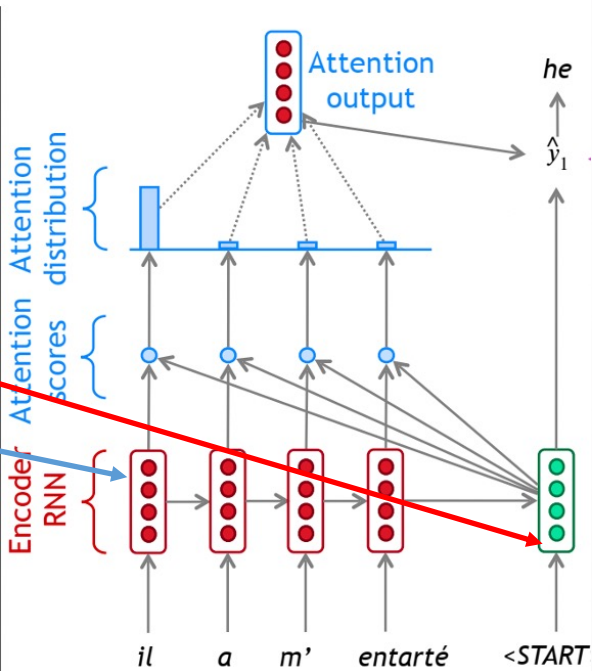 Attention
output
he
ŷ1
Attention
distribution
Attention
scores
Encoder
RNN
il a m’ entarté <START